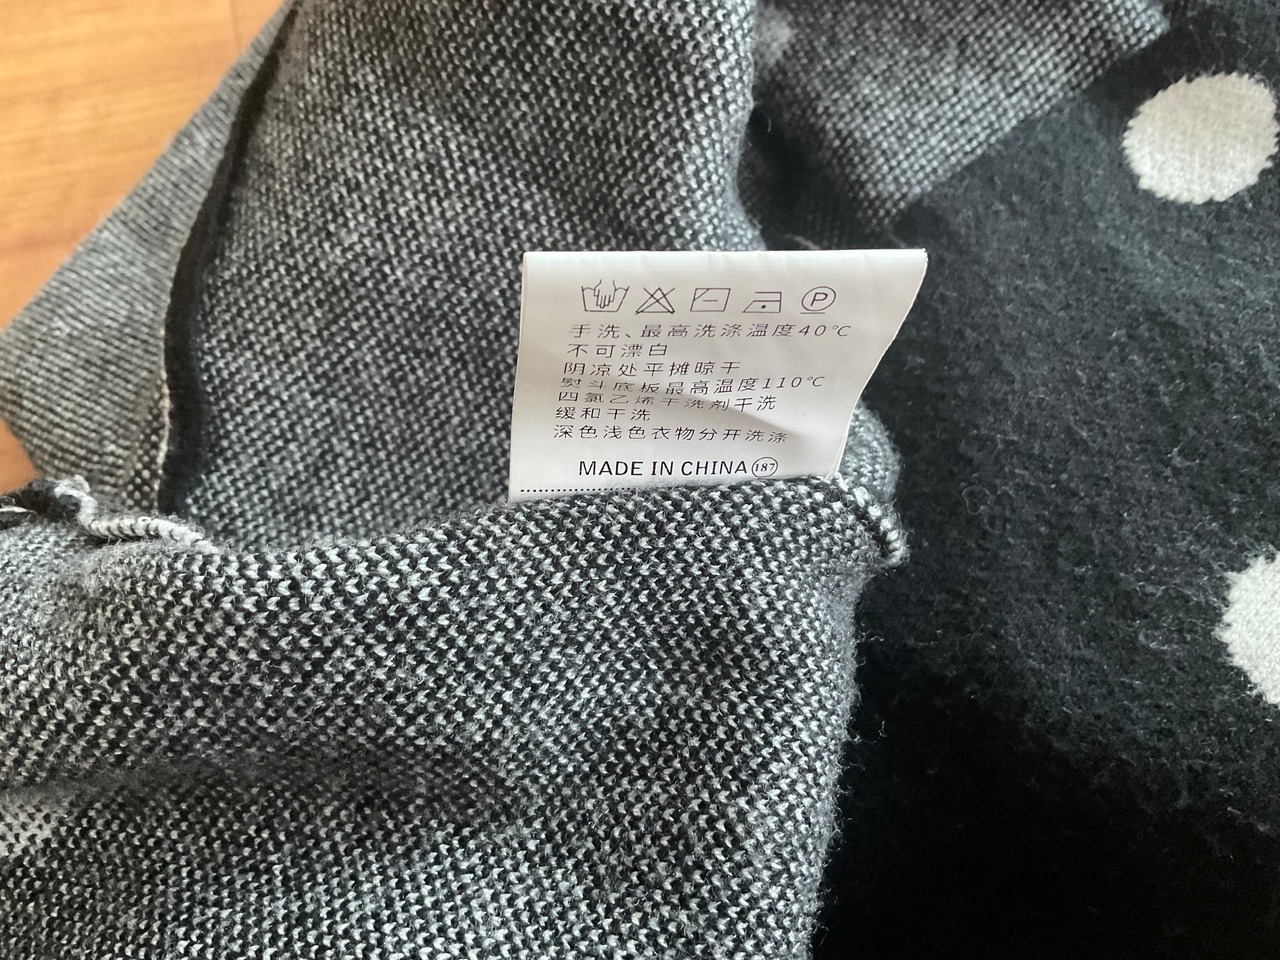 P
手洗、最高洗涤温度40℃
不可漂白
阴凉处平摊晾干
熨斗底板最高温度110℃
四氯乙烯干洗剂干洗
缓和干洗
深色浅色衣物分开洗涤
MADE IN CHINA 187